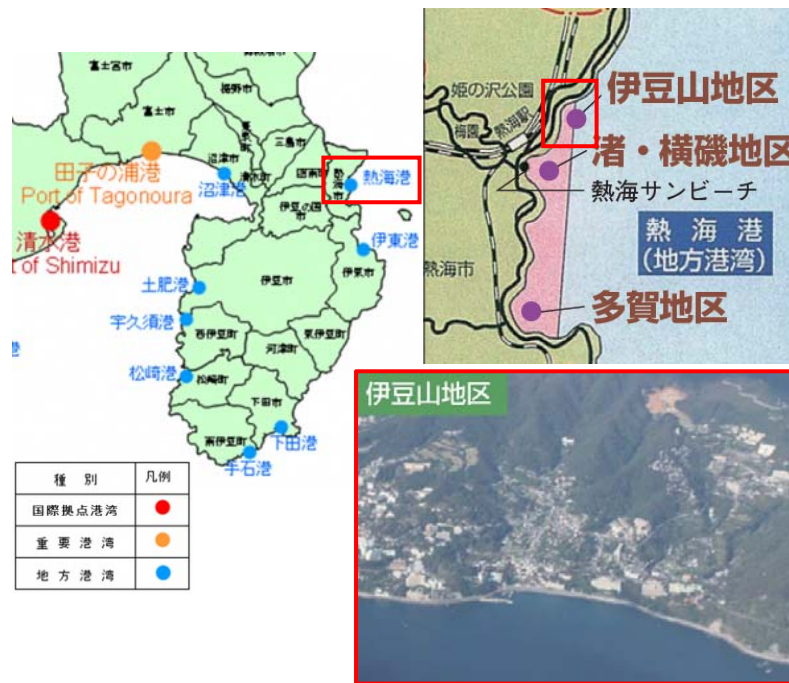 富士宮市
裾野市
富士市
三島市
沼津市
清水町
函南町
熱海市
田子の浦港
Port of Tagonoura
沼津港
熱海港
伊豆の国市
清水港
t of Shimizu
伊東港
伊東市
土肥港
伊豆市
宇久須港
西伊豆町
東伊豆町
河津町
松崎港
松崎町
下田市
南伊豆町
下田港
手石港
種別 凡例
国際拠点港湾
重要港湾
地方港湾
姫の沢公園
梅園
熱海駅
伊豆山地区
渚・横磯地区
熱海サンビーチ
熱海港
(地方港湾)
熱海市
多賀地区
伊豆山地区